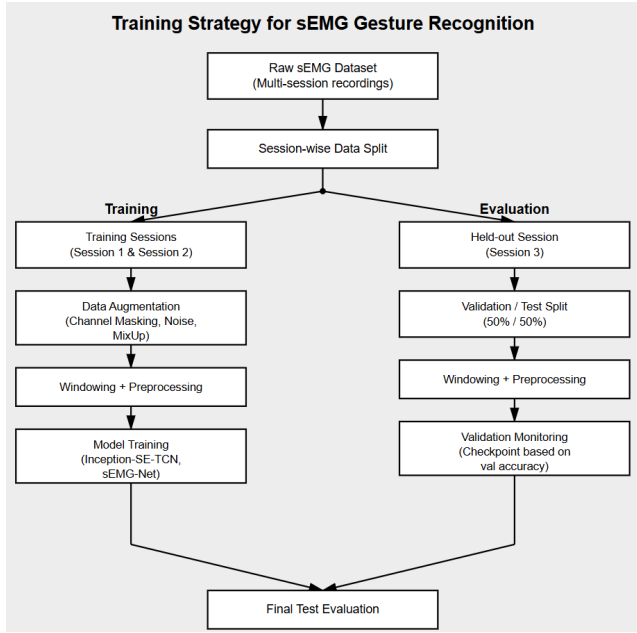 Training Strategy for sEMG Gesture Recognition
Raw sEMG Dataset
(Multi-session recordings)
Session-wise Data Split
Training
Training Sessions
(Session 1 & Session 2)
Data Augmentation
(Channel Masking, Noise,
MixUp)
Windowing + Preprocessing
Model Training
(Inception-SE-TCN,
sEMG-Net)
Evaluation
Held-out Session
(Session 3)
Validation / Test Split
(50% / 50%)
Windowing + Preprocessing
Validation Monitoring
(Checkpoint based on
val accuracy)
Final Test Evaluation